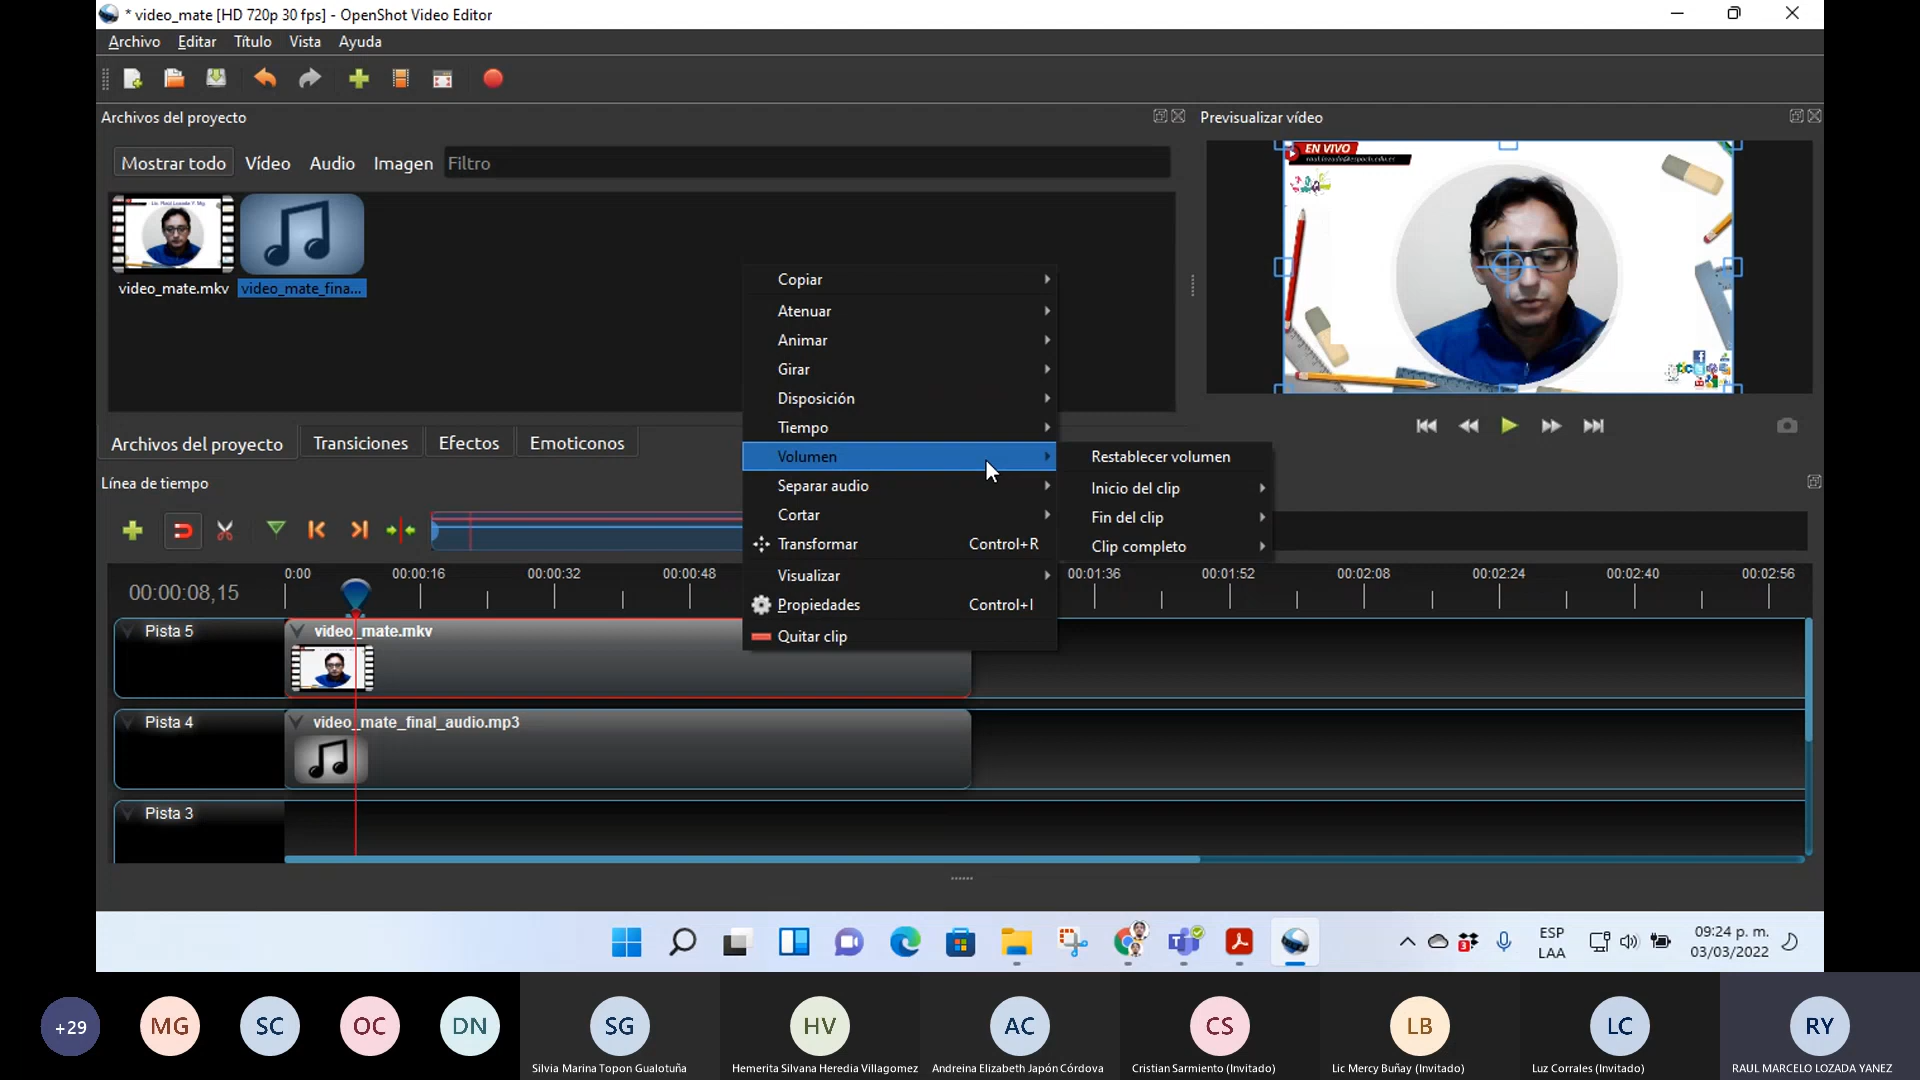 * video_mate [HD 720p 30 fps] - OpenShot Video Editor
Archivo Editar Título Vista Ayuda
Archivos del proyecto
Previsualizar vídeo
Mostrar todo Vídeo Audio Imagen Filtro
video_mate.mkv
video_mate_fina...
EN VIVO
Copiar
Atenuar
Animar
Girar
Disposición
Tiempo
Volumen
Separar audio
Cortar
Transformar Control+R
Visualizar
Propiedades Control+I
Quitar clip
Restablecer volumen
Inicio del clip
Fin del clip
Clip completo
Archivos del proyecto Transiciones Efectos Emoticonos
Línea de tiempo
00:00:08,15
0:00 00:00:16 00:00:32 00:00:48 00:01:36 00:01:52 00:02:08 00:02:24 00:02:40 00:02:56
Pista 5
video_mate.mkv
Pista 4
video_mate_final_audio.mp3
Pista 3
ESP
LAA
09:24 p. m.
03/03/2022
+29
MG
SC
OC
DN
SG
Silvia Marina Topon Gualotuña
HV
Hemerita Silvana Heredia Villagomez
AC
Andreina Elizabeth Japón Córdova
CS
Cristian Sarmiento (Invitado)
LB
Lic Mercy Buñay (Invitado)
LC
Luz Corrales (Invitado)
RY
RAUL MARCELO LOZADA YANEZ